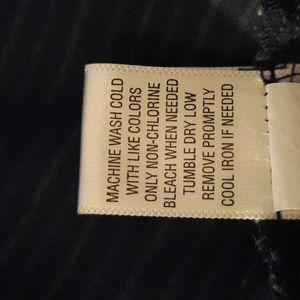 MACHINE WASH COLD
WITH LIKE COLORS
ONLY NON-CHLORINE
BLEACH WHEN NEEDED
TUMBLE DRY LOW
REMOVE PROMPTLY
COOL IRON IF NEEDED